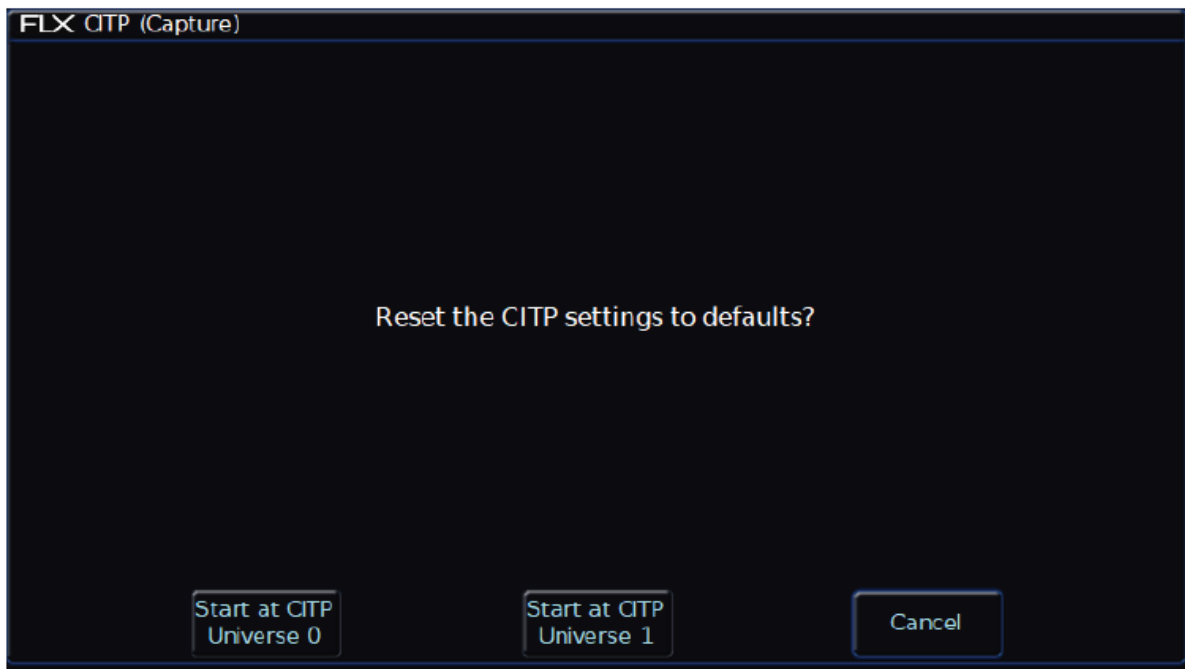 FLX CITP (Capture)
Reset the CITP settings to defaults?
Start at CITP
Universe 0
Start at CITP
Universe 1
Cancel